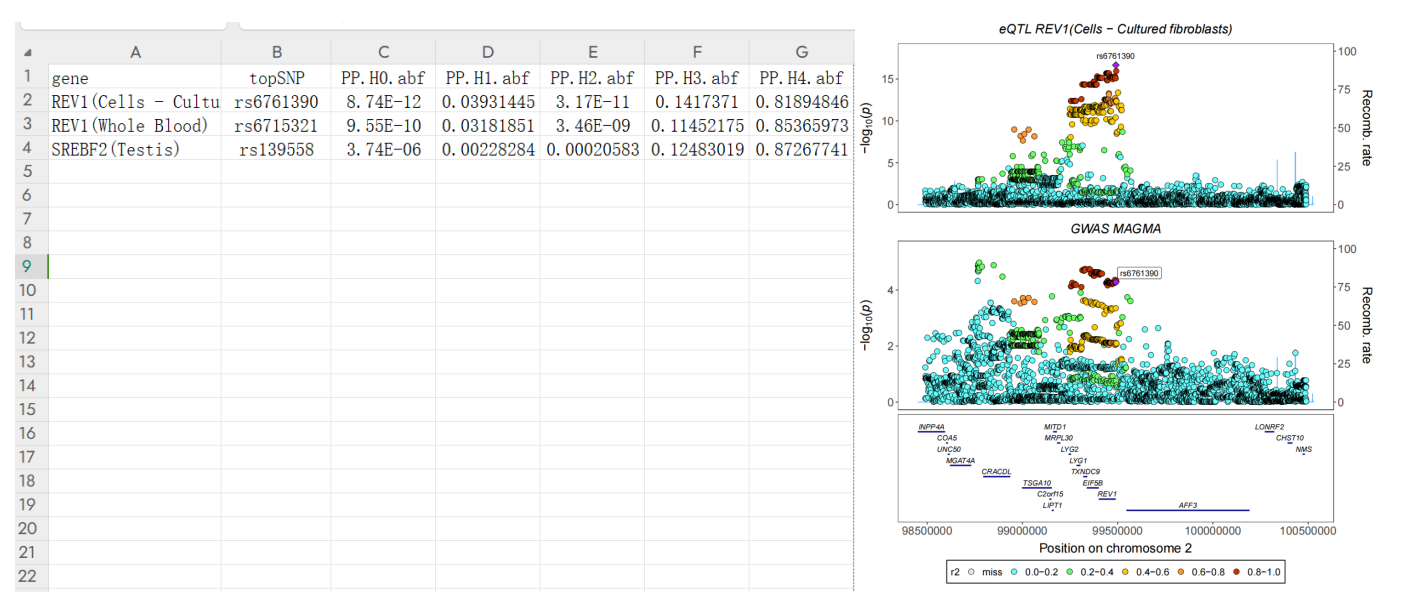 A B C D E F G
1 gene topSNP PP.H0.abf PP.H1.abf PP.H2.abf PP.H3.abf PP.H4.abf
2 REV1(Cells - Cultu rs6761390 8.74E-12 0.03931445 3.17E-11 0.1417371 0.81894846
3 REV1(Whole Blood) rs6715321 9.55E-10 0.03181851 3.46E-09 0.11452175 0.85365973
4 SREBF2(Testis) rs139558 3.74E-06 0.00228284 0.00020583 0.12483019 0.87267741
5
6
7
8
9
10
11
12
13
14
15
16
17
18
19
20
21
22
eQTL REV1(Cells − Cultured fibroblasts)
rs6761390
−log10(p)
15
10
5
0
100
75
50
25
0
Recomb. rate
GWAS MAGMA
rs6761390
−log10(p)
4
2
0
100
75
50
25
0
Recomb. rate
INPP4A MITD1 LONRF2
COA5 MRPL30 CHST10
UNC50 LYG2 NMS
MGAT4A LYG1
CRACDL TXNDC9
TSGA10 EIF5B
C2orf15 REV1
LIPT1 AFF3
98500000 99000000 99500000 100000000 100500000
Position on chromosome 2
r2 miss 0.0−0.2 0.2−0.4 0.4−0.6 0.6−0.8 0.8−1.0